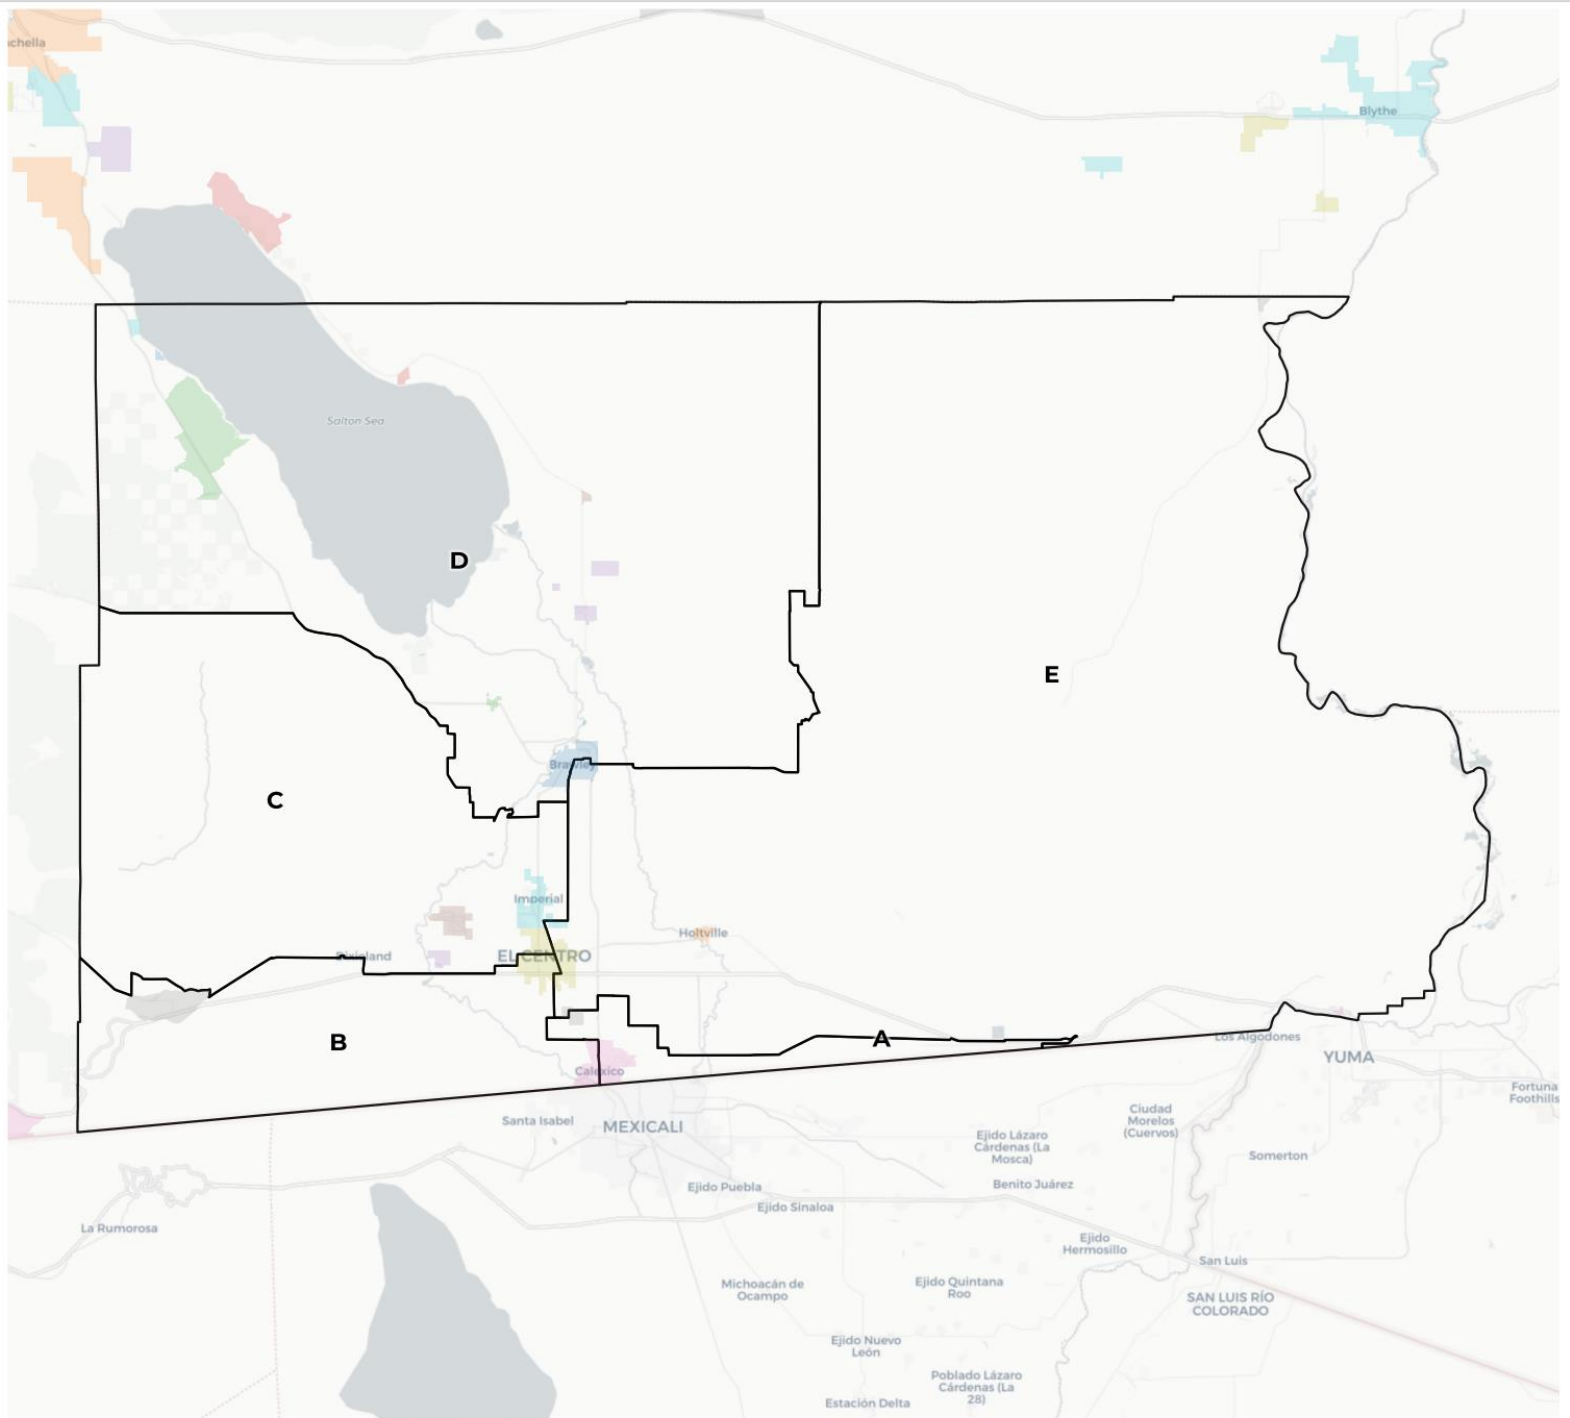 chella
Blythe
Salton Sea
D
E
Brawley
C
Imperial
Holtville
Dixieland
EL CENTRO
B
A
Los Algodones
YUMA
Calexico
Fortuna
Foothills
Santa Isabel
MEXICALI
Ciudad
Morelos
(Cuervos)
Ejido Lázaro
Cárdenas (La
Mosca)
Somerton
Ejido Puebla
Benito Juárez
Ejido Sinaloa
La Rumorosa
Ejido
Hermosillo
San Luis
Michoacán de
Ocampo
Ejido Quintana
Roo
SAN LUIS RÍO
COLORADO
Ejido Nuevo
León
Poblado Lázaro
Cárdenas (La
28)
Estación Delta